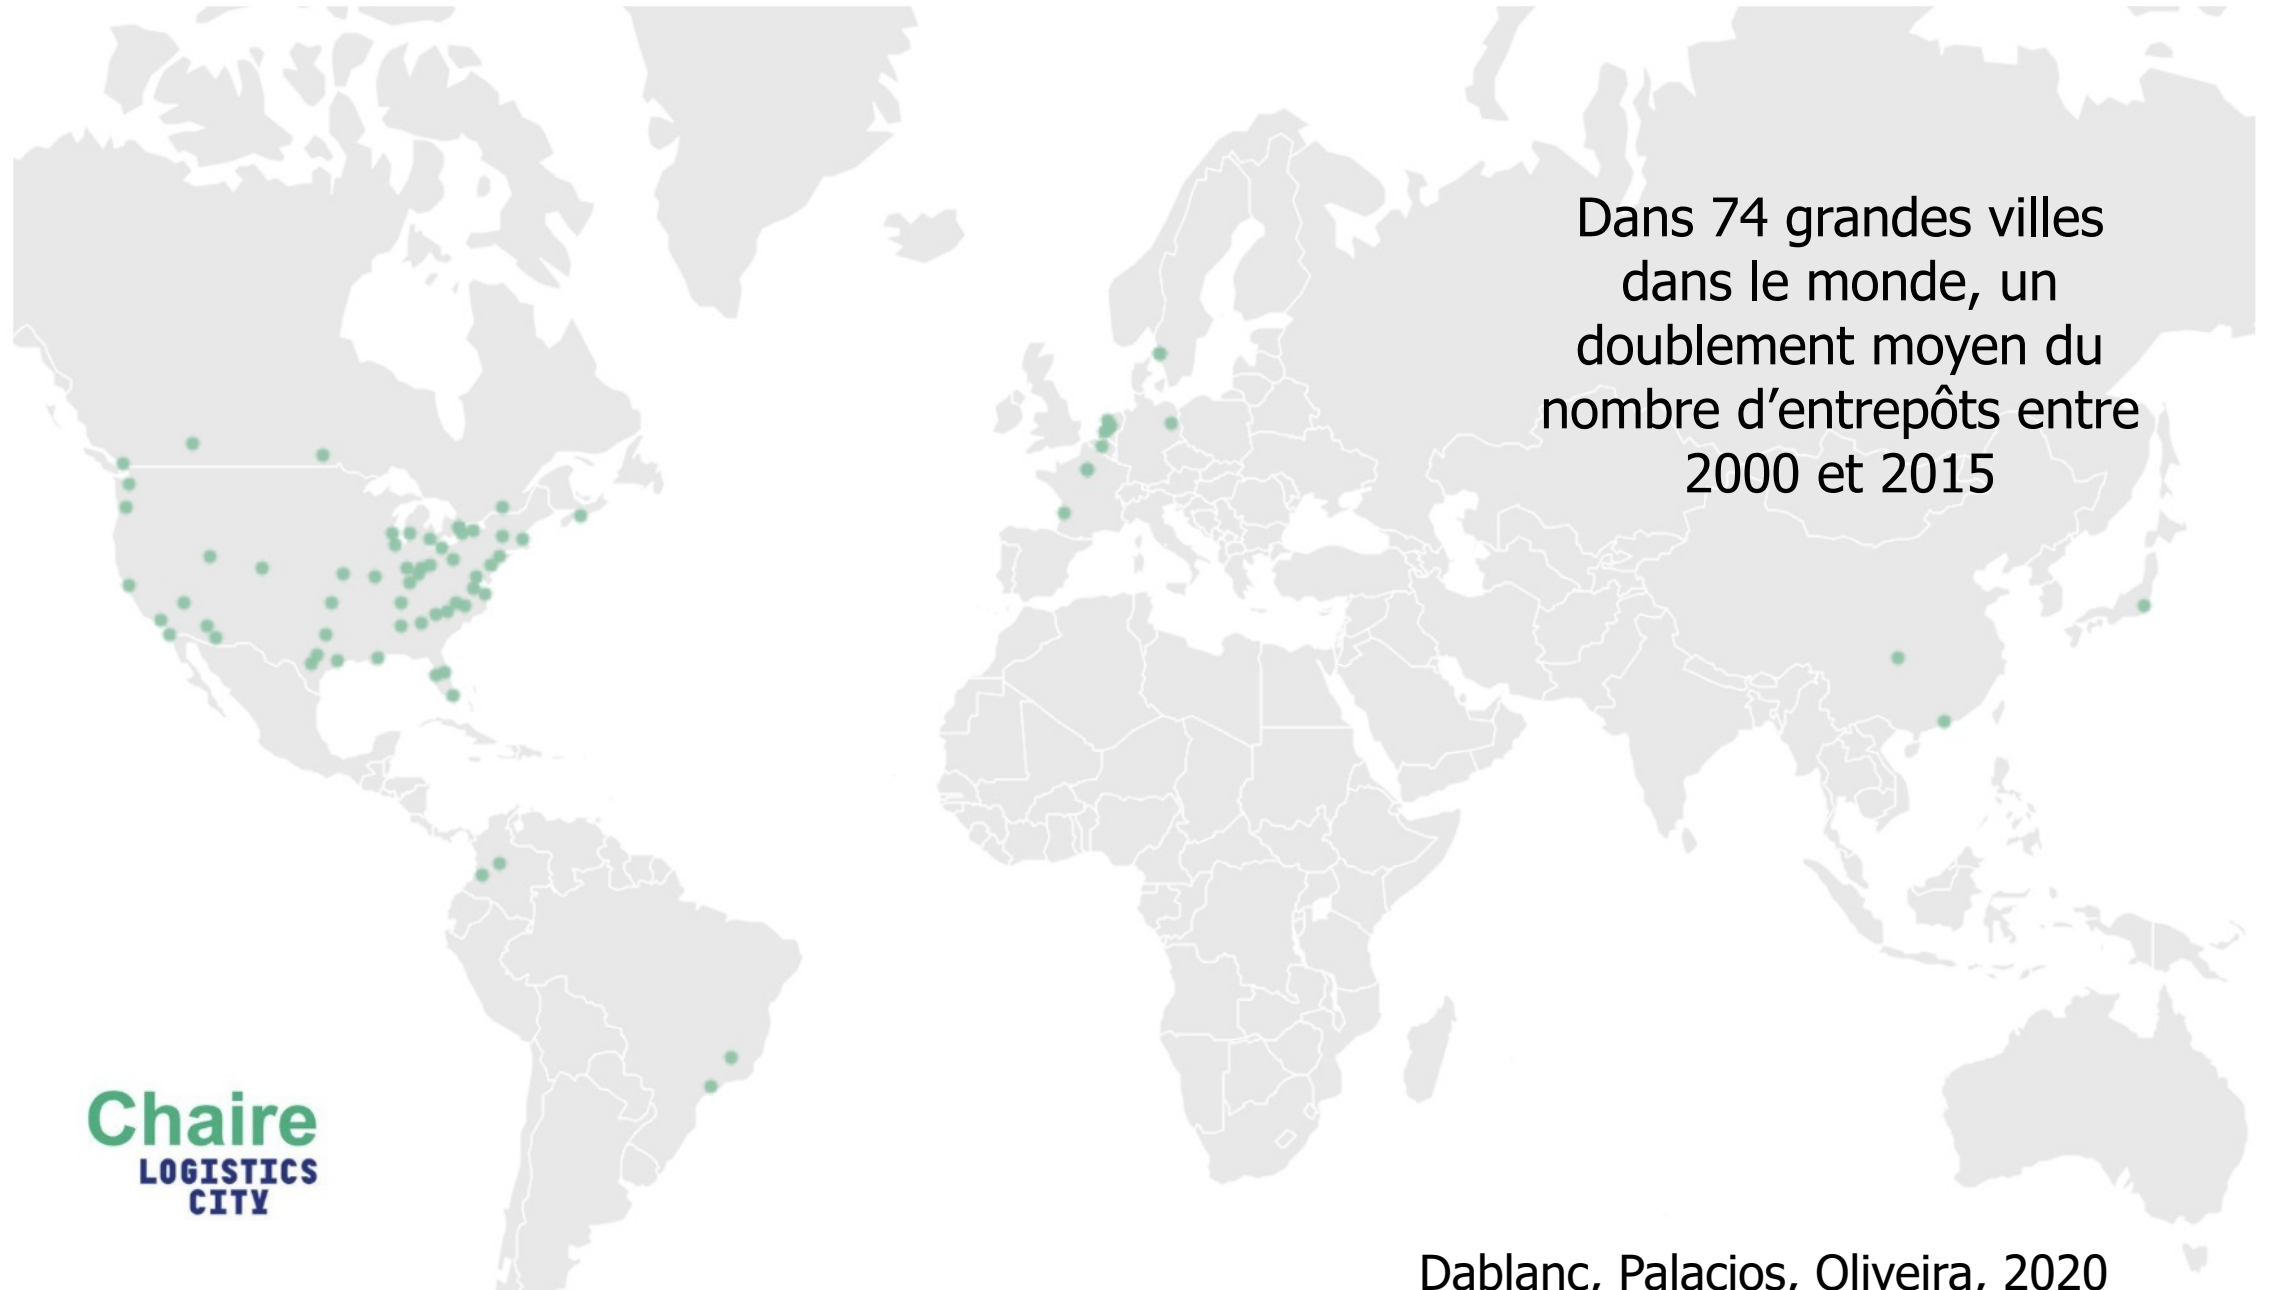 Dans 74 grandes villes
dans le monde, un
doublement moyen du
nombre d’entrepôts entre
2000 et 2015
Chaire
LOGISTICS
CITY
Dablanc, Palacios, Oliveira, 2020